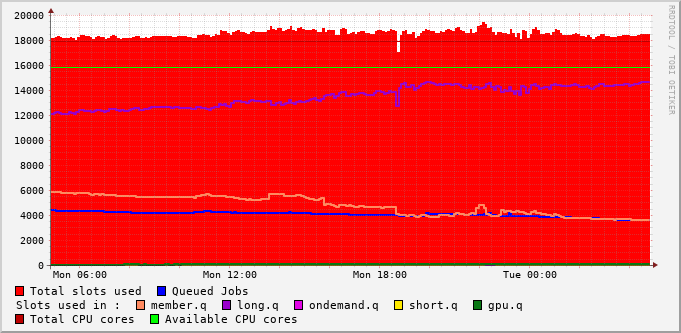 20000
18000
16000
14000
12000
10000
8000
6000
4000
2000
0
Mon 06:00 Mon 12:00 Mon 18:00 Tue 00:00
RRDTOOL / TOBI OETIKER
Total slots used Queued Jobs
Slots used in : member.q long.q ondemand.q short.q gpu.q
Total CPU cores Available CPU cores